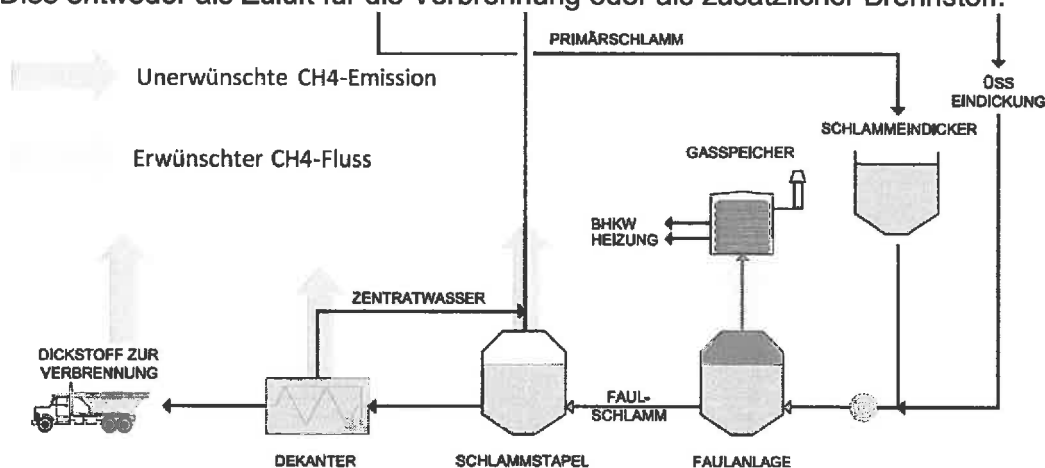 Dies entweder als Zuluft für die Verbrennung oder als zusätzlicher Brennstoff.
PRIMÄRSCHLAMM
Unerwünschte CH4-Emission
ÜSS
EINDICKUNG
SCHLAMMEINDICKER
GASSPEICHER
Erwünschter CH4-Fluss
BHKW
HEIZUNG
ZENTRATWASSER
DICKSTOFF ZUR
VERBRENNUNG
FAUL-
SCHLAMM
DEKANTER
SCHLAMMSTAPEL
FAULANLAGE